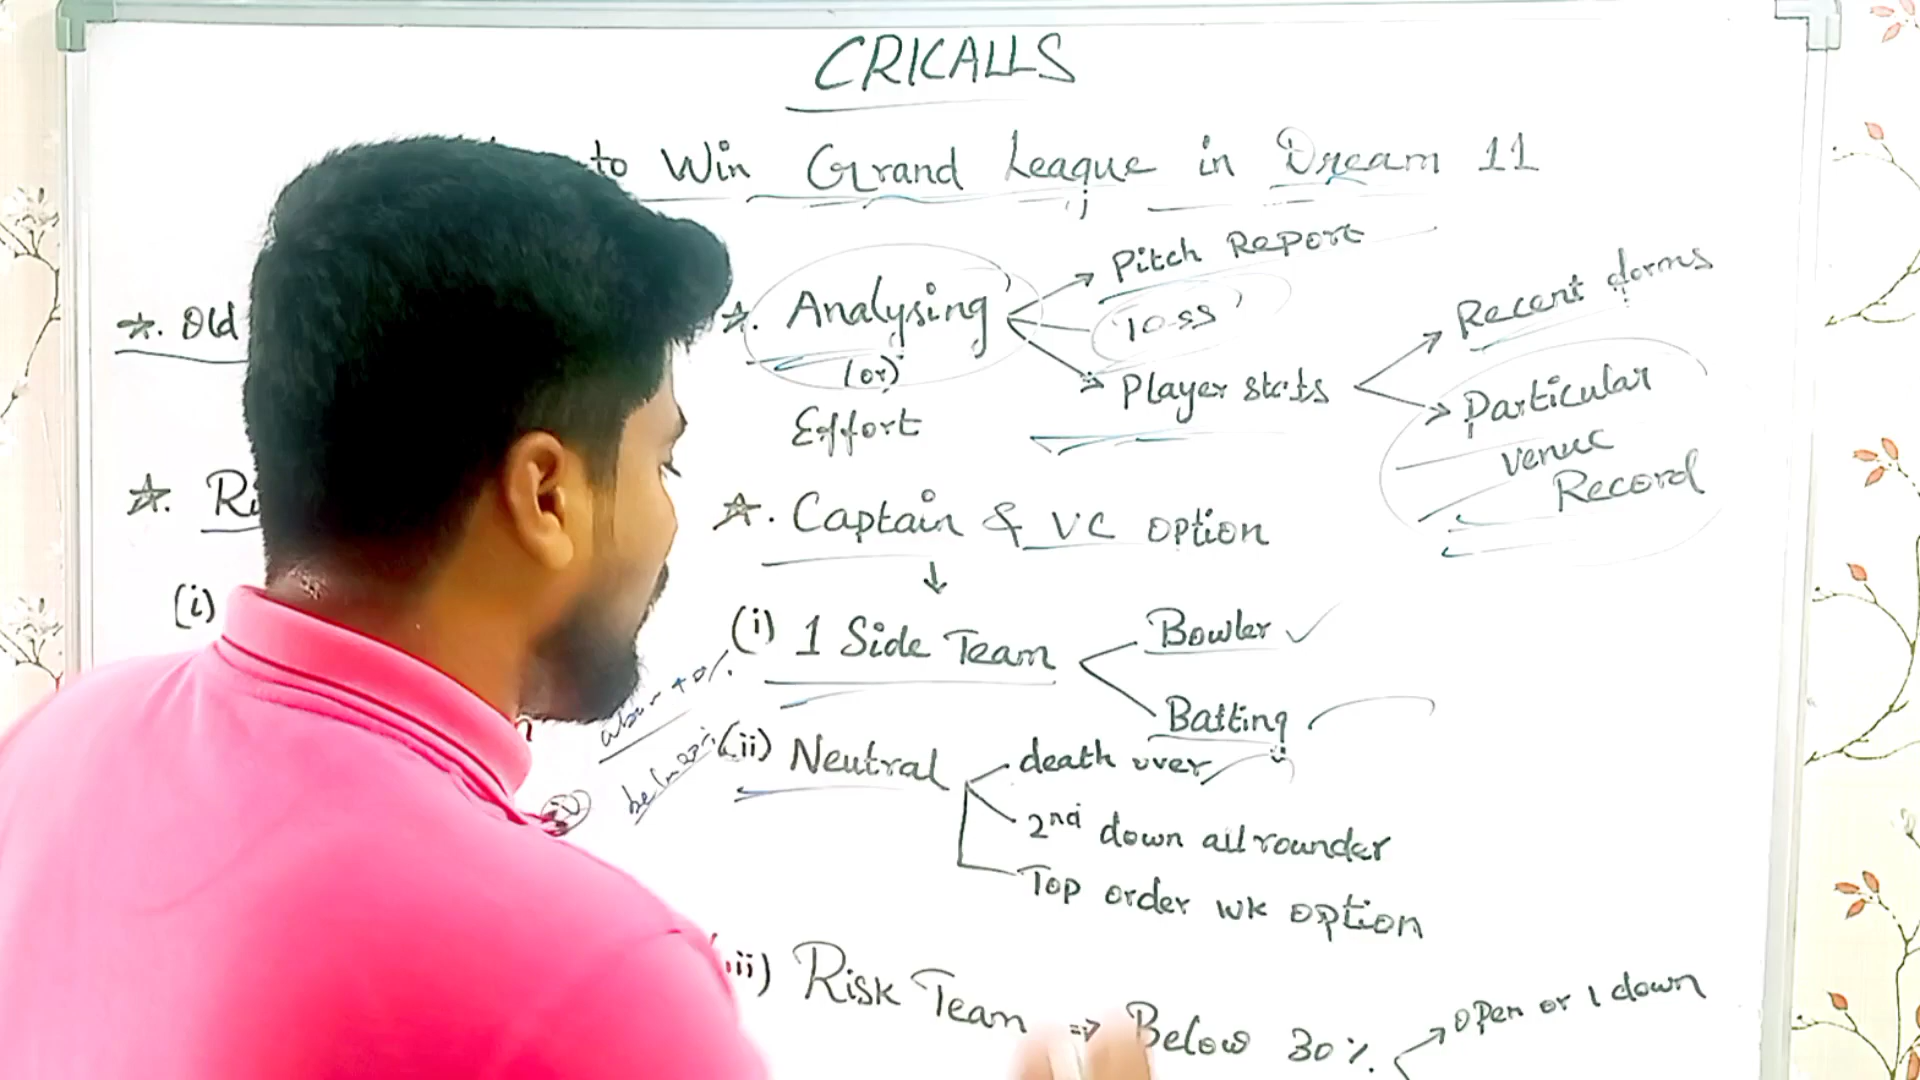 CRICALLS
to Win Grand League in Dream 11
☆. Old
☆. Analysing
(or)
Effort
Pitch Report
Toss
Player stats
Recent forms
Particular
venue
Record
☆.
(i)
☆. Captain & VC option
↓
(i) 1 Side Team
Bowler ✓
Batting
(ii) Neutral
death over
2nd down allrounder
Top order wk option
ii) Risk Team → Below 30%.
open or 1 down